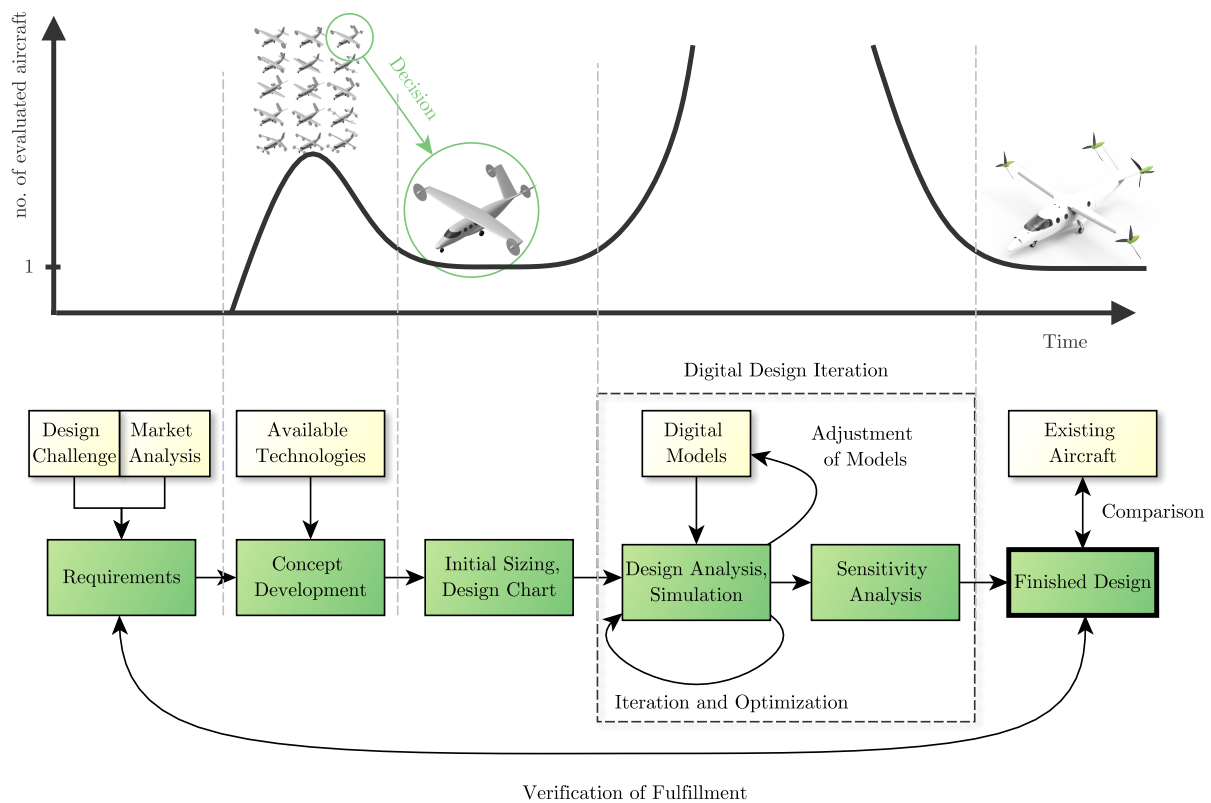 no. of evaluated aircraft
Decision
1
Time
Digital Design Iteration
Design
Challenge
Market
Analysis
Available
Technologies
Digital
Models
Adjustment
of Models
Existing
Aircraft
Comparison
Requirements
Concept
Development
Initial Sizing,
Design Chart
Design Analysis,
Simulation
Sensitivity
Analysis
Finished Design
Iteration and Optimization
Verification of Fulfillment